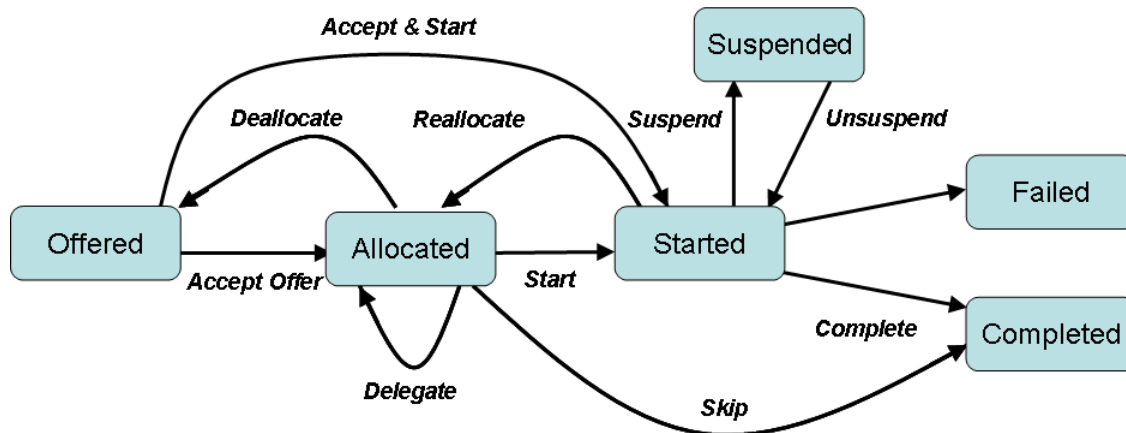 Accept & Start
Suspended
Deallocate
Reallocate
Suspend
Unsuspend
Failed
Offered
Allocated
Started
Accept Offer
Start
Complete
Completed
Delegate
Skip